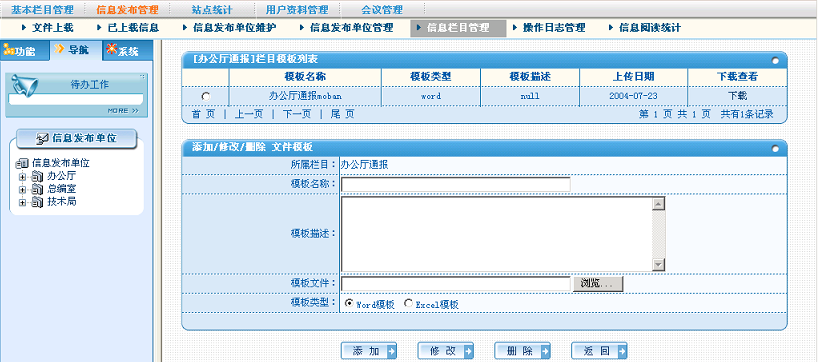 基本栏目管理 信息发布管理 站点统计 用户资料管理 会议管理
文件上载 已上载信息 信息发布单位维护 信息发布单位管理 信息栏目管理 操作日志管理 信息阅读统计
功能 导航 系统
待办工作
MORE >>
信息发布单位
信息发布单位
办公厅
总编室
技术局
[办公厅通报]栏目模板列表
模板名称 模板类型 模板描述 上传日期 下载查看
办公厅通报moban word null 2004-07-23 下载
首 页 | 上一页 | 下一页 | 尾 页 第 1 页 共 1 页 共有1条记录
添加/修改/删除 文件模板
所属栏目：办公厅通报
模板名称：
模板描述：
模板文件： 浏览...
模板类型： Word模板 Excel模板
添 加 修 改 删 除 返 回